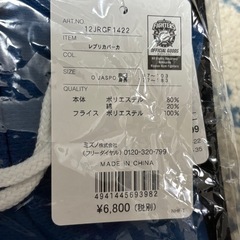 ART.NO.
12JRGF1422
ITEM
レプリカパーカ
FIGHTERS
OFFICIAL GOODS
SIZE
O(JASPO)
QUALITY
本体 ポリエステル 80%
綿 20%
フライス ポリエステル 100%
ミズノ株式会社
(フリーダイヤル) 0120-320-799
MADE IN CHINA
4941445693982
¥6,800 (税別)